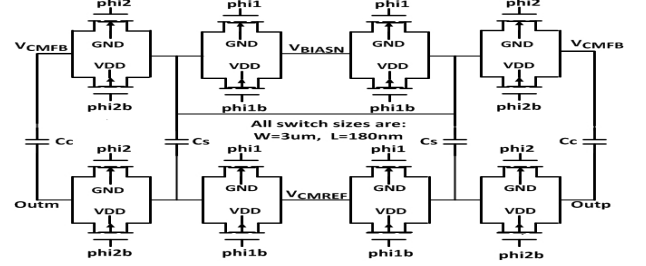 phi2 phi1 phi1 phi2
VCMFB GND GND VBIASN GND GND VCMFB
VDD VDD VDD VDD
phi2b phi1b phi1b phi2b
All switch sizes are:
W=3um, L=180nm
Cc Cs Cs Cc
phi2 phi1 phi1 phi2
GND GND VCMREF GND GND
Outm VDD VDD VDD VDD Outp
phi2b phi1b phi1b phi2b